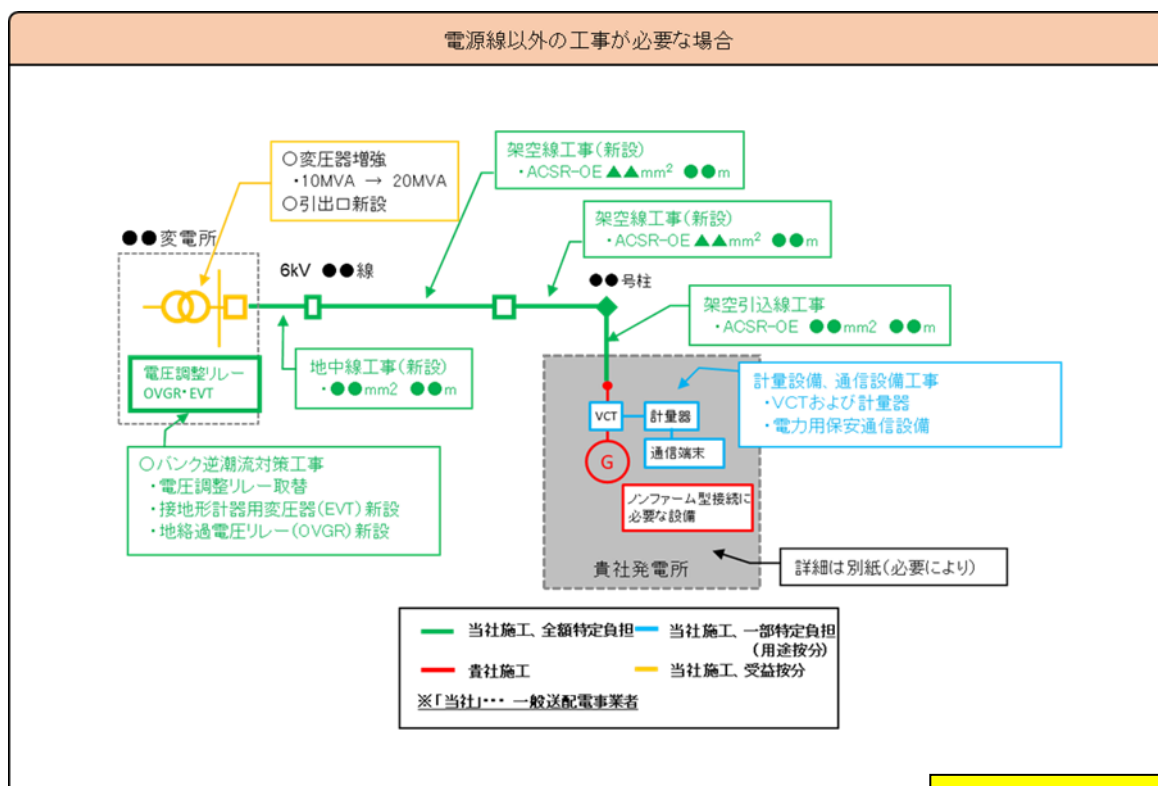 電源線以外の工事が必要な場合
○変圧器増強
・10MVA → 20MVA
○引出口新設
架空線工事(新設)
・ACSR-OE ▲▲mm² ●●m
架空線工事(新設)
・ACSR-OE ▲▲mm² ●●m
●●変電所
6kV ●●線
●●号柱
架空引込線工事
・ACSR-OE ●●mm2 ●●m
電圧調整リレー
OVGR・EVT
地中線工事(新設)
・●●mm2 ●●m
計量設備、通信設備工事
・VCTおよび計量器
・電力用保安通信設備
VCT
計量器
通信端末
G
○バンク逆潮流対策工事
・電圧調整リレー取替
・接地形計器用変圧器(EVT)新設
・地絡過電圧リレー(OVGR)新設
ノンファーム型接続に
必要な設備
貴社発電所
詳細は別紙(必要により)
当社施工、全額特定負担
当社施工、一部特定負担
(用途按分)
貴社施工
当社施工、受益按分
※「当社」・・・ 一般送配電事業者